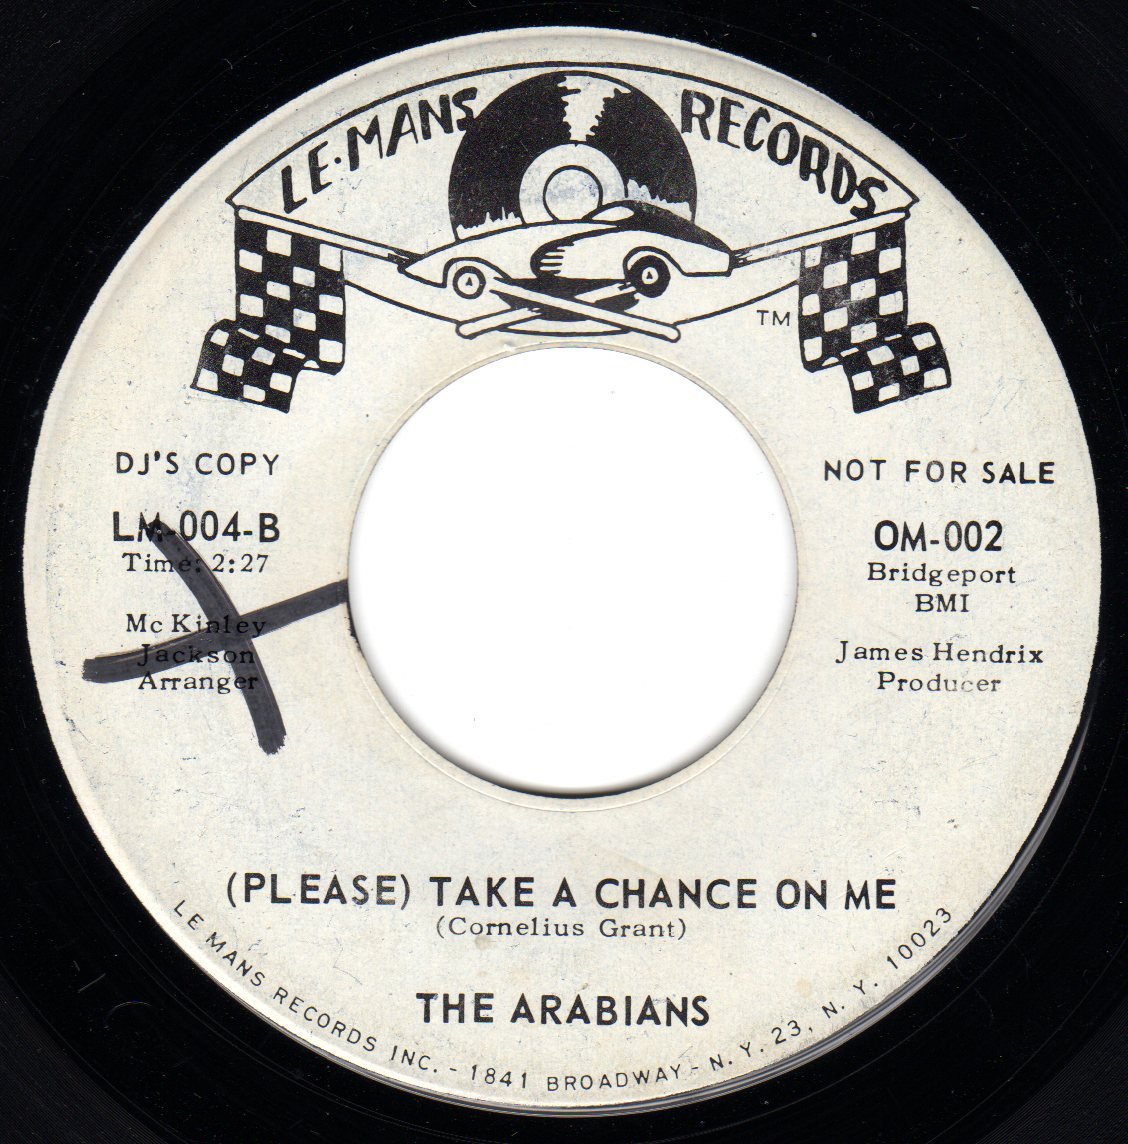 LE·MANS RECORDS
TM
DJ'S COPY
LM-004-B
Time: 2:27
McKinley
Jackson
Arranger
NOT FOR SALE
OM-002
Bridgeport
BMI
James Hendrix
Producer
(PLEASE) TAKE A CHANCE ON ME
(Cornelius Grant)
THE ARABIANS
LE MANS RECORDS INC. - 1841 BROADWAY - N. Y. 23, N. Y. 10023